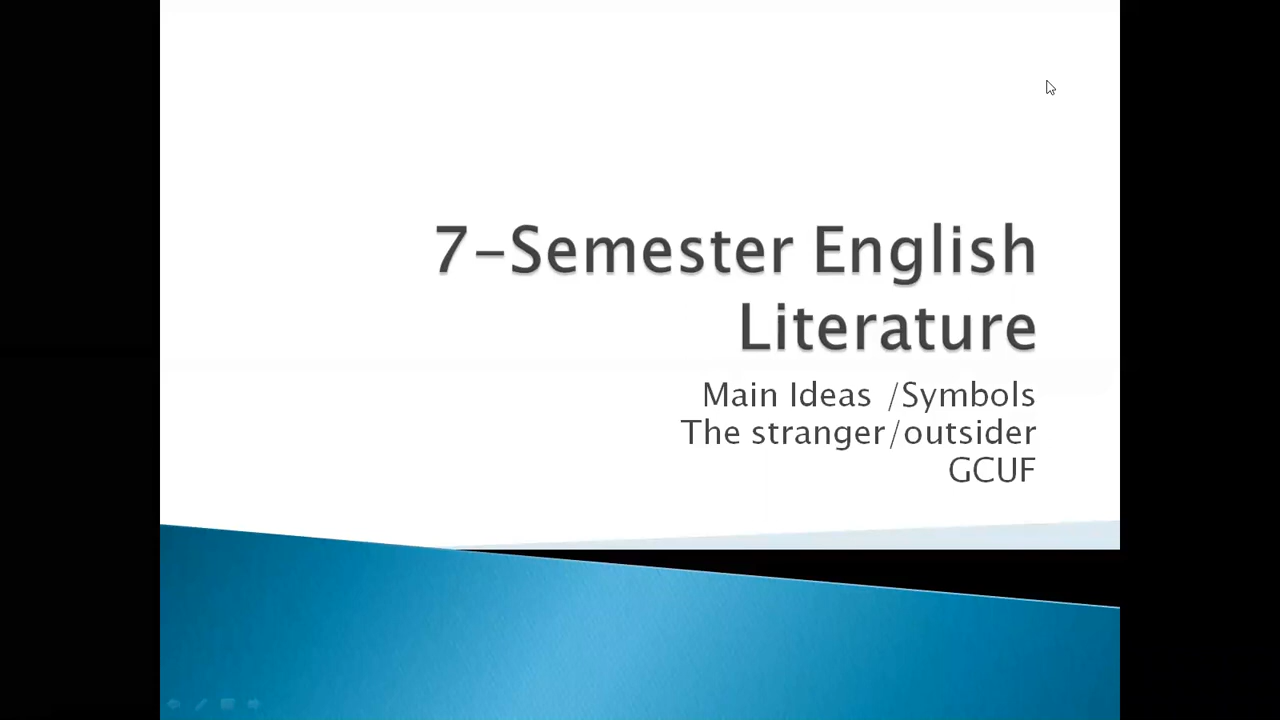 7-Semester English
Literature
Main Ideas /Symbols
The stranger/outsider
GCUF